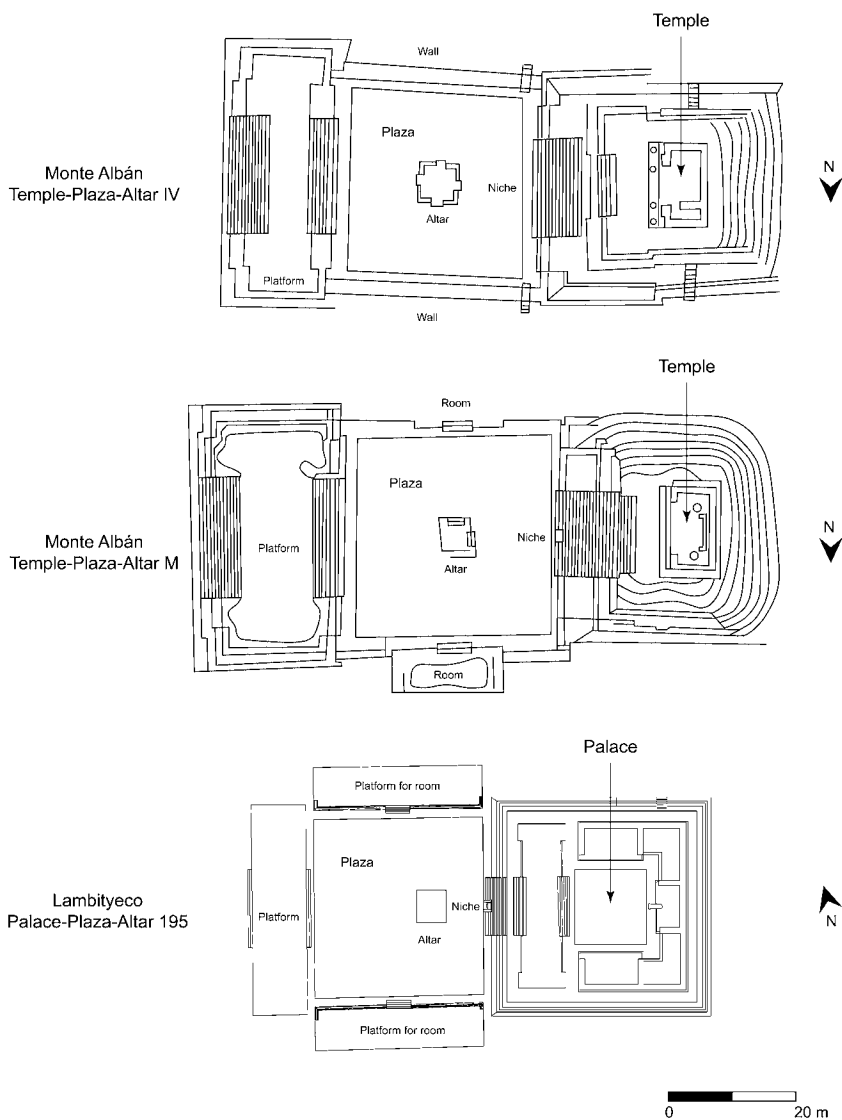 Temple
Wall
Plaza
Monte Albán
Temple-Plaza-Altar IV
Niche
Altar
N
Platform
Wall
Temple
Room
Plaza
N
Monte Albán
Temple-Plaza-Altar M
Platform
Niche
Altar
Room
Palace
Platform for room
Plaza
Lambityeco
Palace-Plaza-Altar 195
Platform
Niche
Altar
N
Platform for room
0 20 m